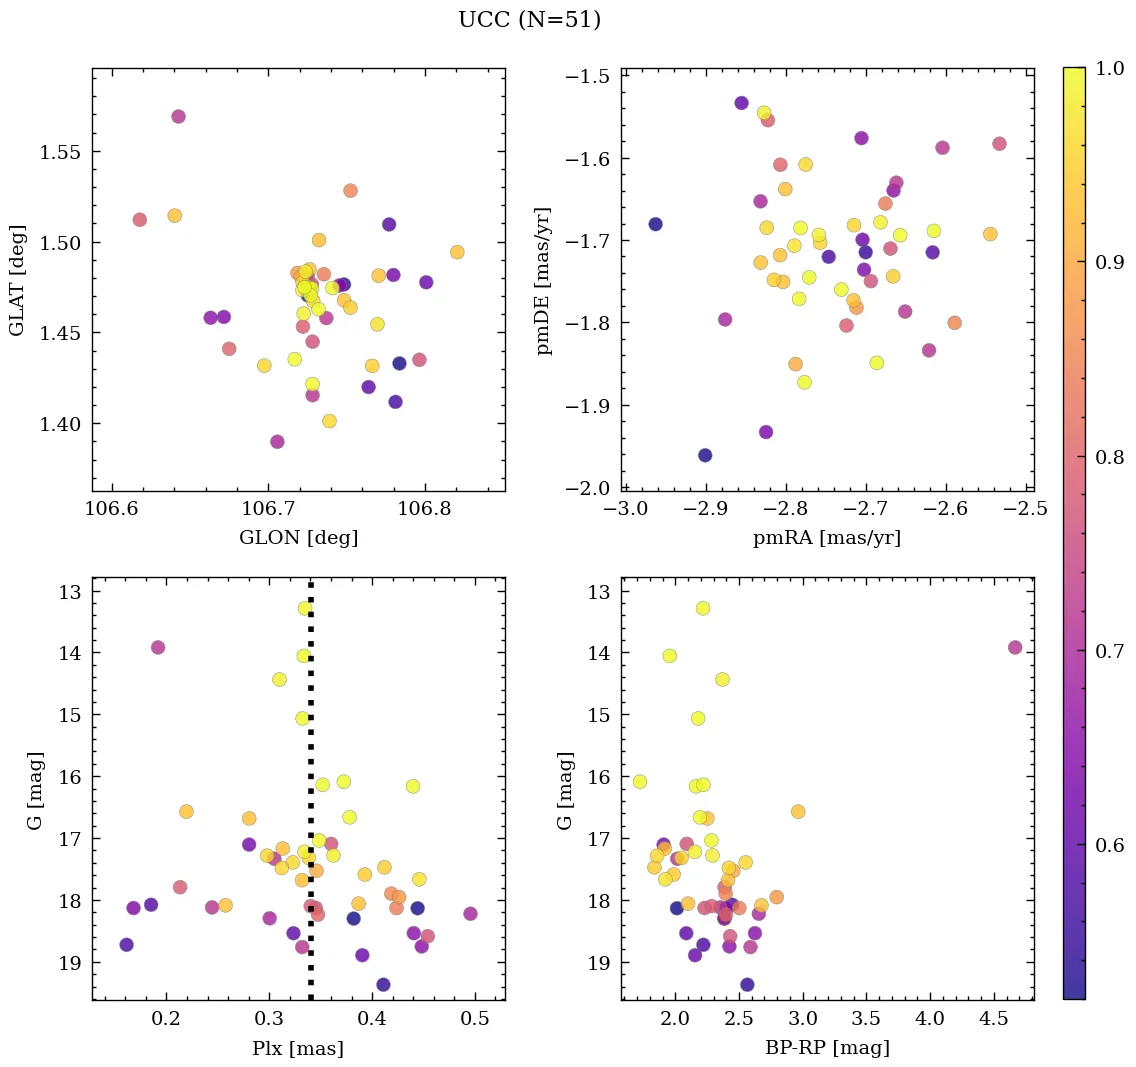 UCC (N=51)
1.55
1.50
1.45
1.40
GLAT [deg]
106.6 106.7 106.8
GLON [deg]
−1.5
−1.6
−1.7
−1.8
−1.9
−2.0
pmDE [mas/yr]
−3.0 −2.9 −2.8 −2.7 −2.6 −2.5
pmRA [mas/yr]
1.0
0.9
0.8
0.7
0.6
13
14
15
16
17
18
19
G [mag]
0.2 0.3 0.4 0.5
Plx [mas]
13
14
15
16
17
18
19
G [mag]
2.0 2.5 3.0 3.5 4.0 4.5
BP-RP [mag]